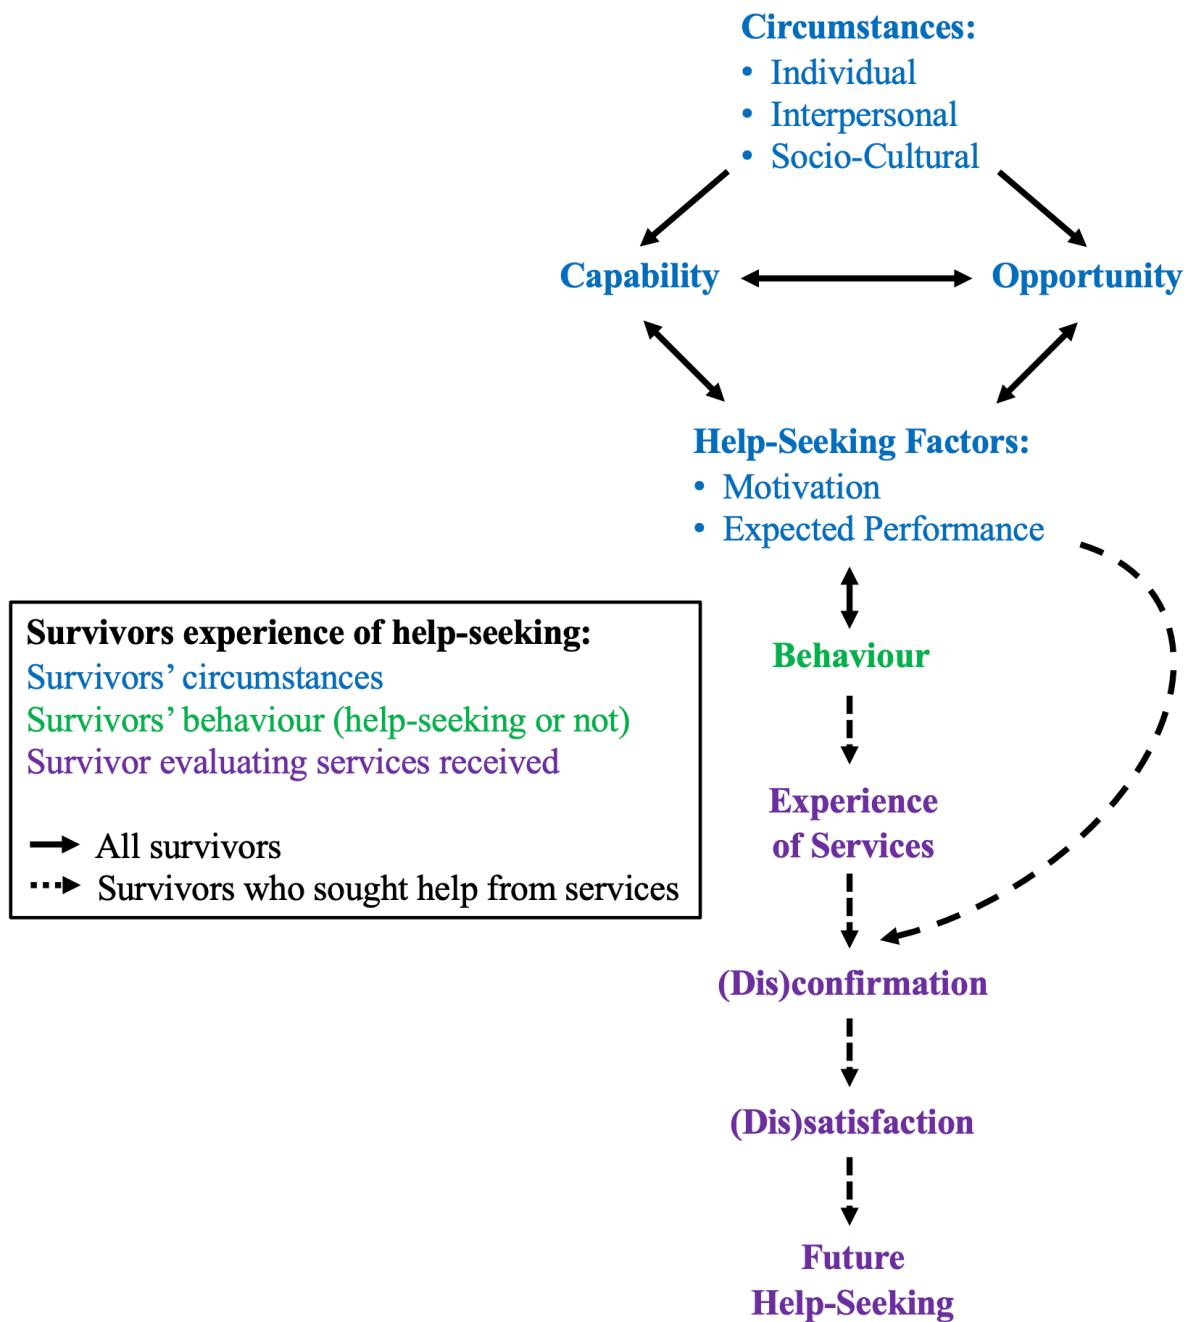 Circumstances:
• Individual
• Interpersonal
• Socio-Cultural
Capability
Opportunity
Help-Seeking Factors:
• Motivation
• Expected Performance
Survivors experience of help-seeking:
Survivors’ circumstances
Survivors’ behaviour (help-seeking or not)
Survivor evaluating services received
All survivors
Survivors who sought help from services
Behaviour
Experience
of Services
(Dis)confirmation
(Dis)satisfaction
Future
Help-Seeking